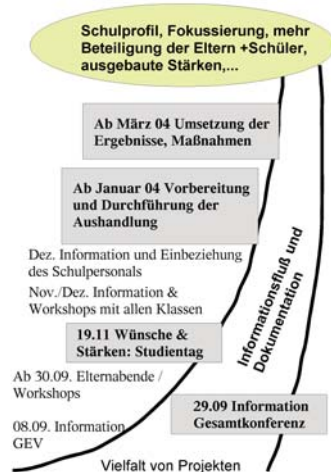 Schulprofil, Fokussierung, mehr
Beteiligung der Eltern +Schüler,
ausgebaute Stärken,...
Ab März 04 Umsetzung der
Ergebnisse, Maßnahmen
Ab Januar 04 Vorbereitung
und Durchführung der
Aushandlung
Dez. Information und Einbeziehung
des Schulpersonals
Nov./Dez. Information &
Workshops mit allen Klassen
19.11 Wünsche &
Stärken: Studientag
Ab 30.09. Elternabende /
Workshops
29.09 Information
Gesamtkonferenz
08.09. Information
GEV
Informationsfluß und
Dokumentation
Vielfalt von Projekten